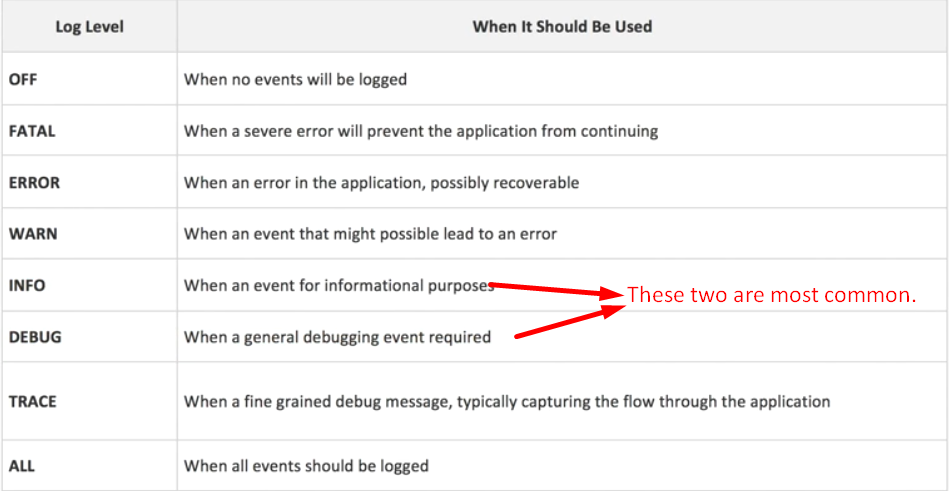 Log Level When It Should Be Used
OFF When no events will be logged
FATAL When a severe error will prevent the application from continuing
ERROR When an error in the application, possibly recoverable
WARN When an event that might possible lead to an error
INFO When an event for informational purposes
These two are most common.
DEBUG When a general debugging event required
TRACE When a fine grained debug message, typically capturing the flow through the application
ALL When all events should be logged